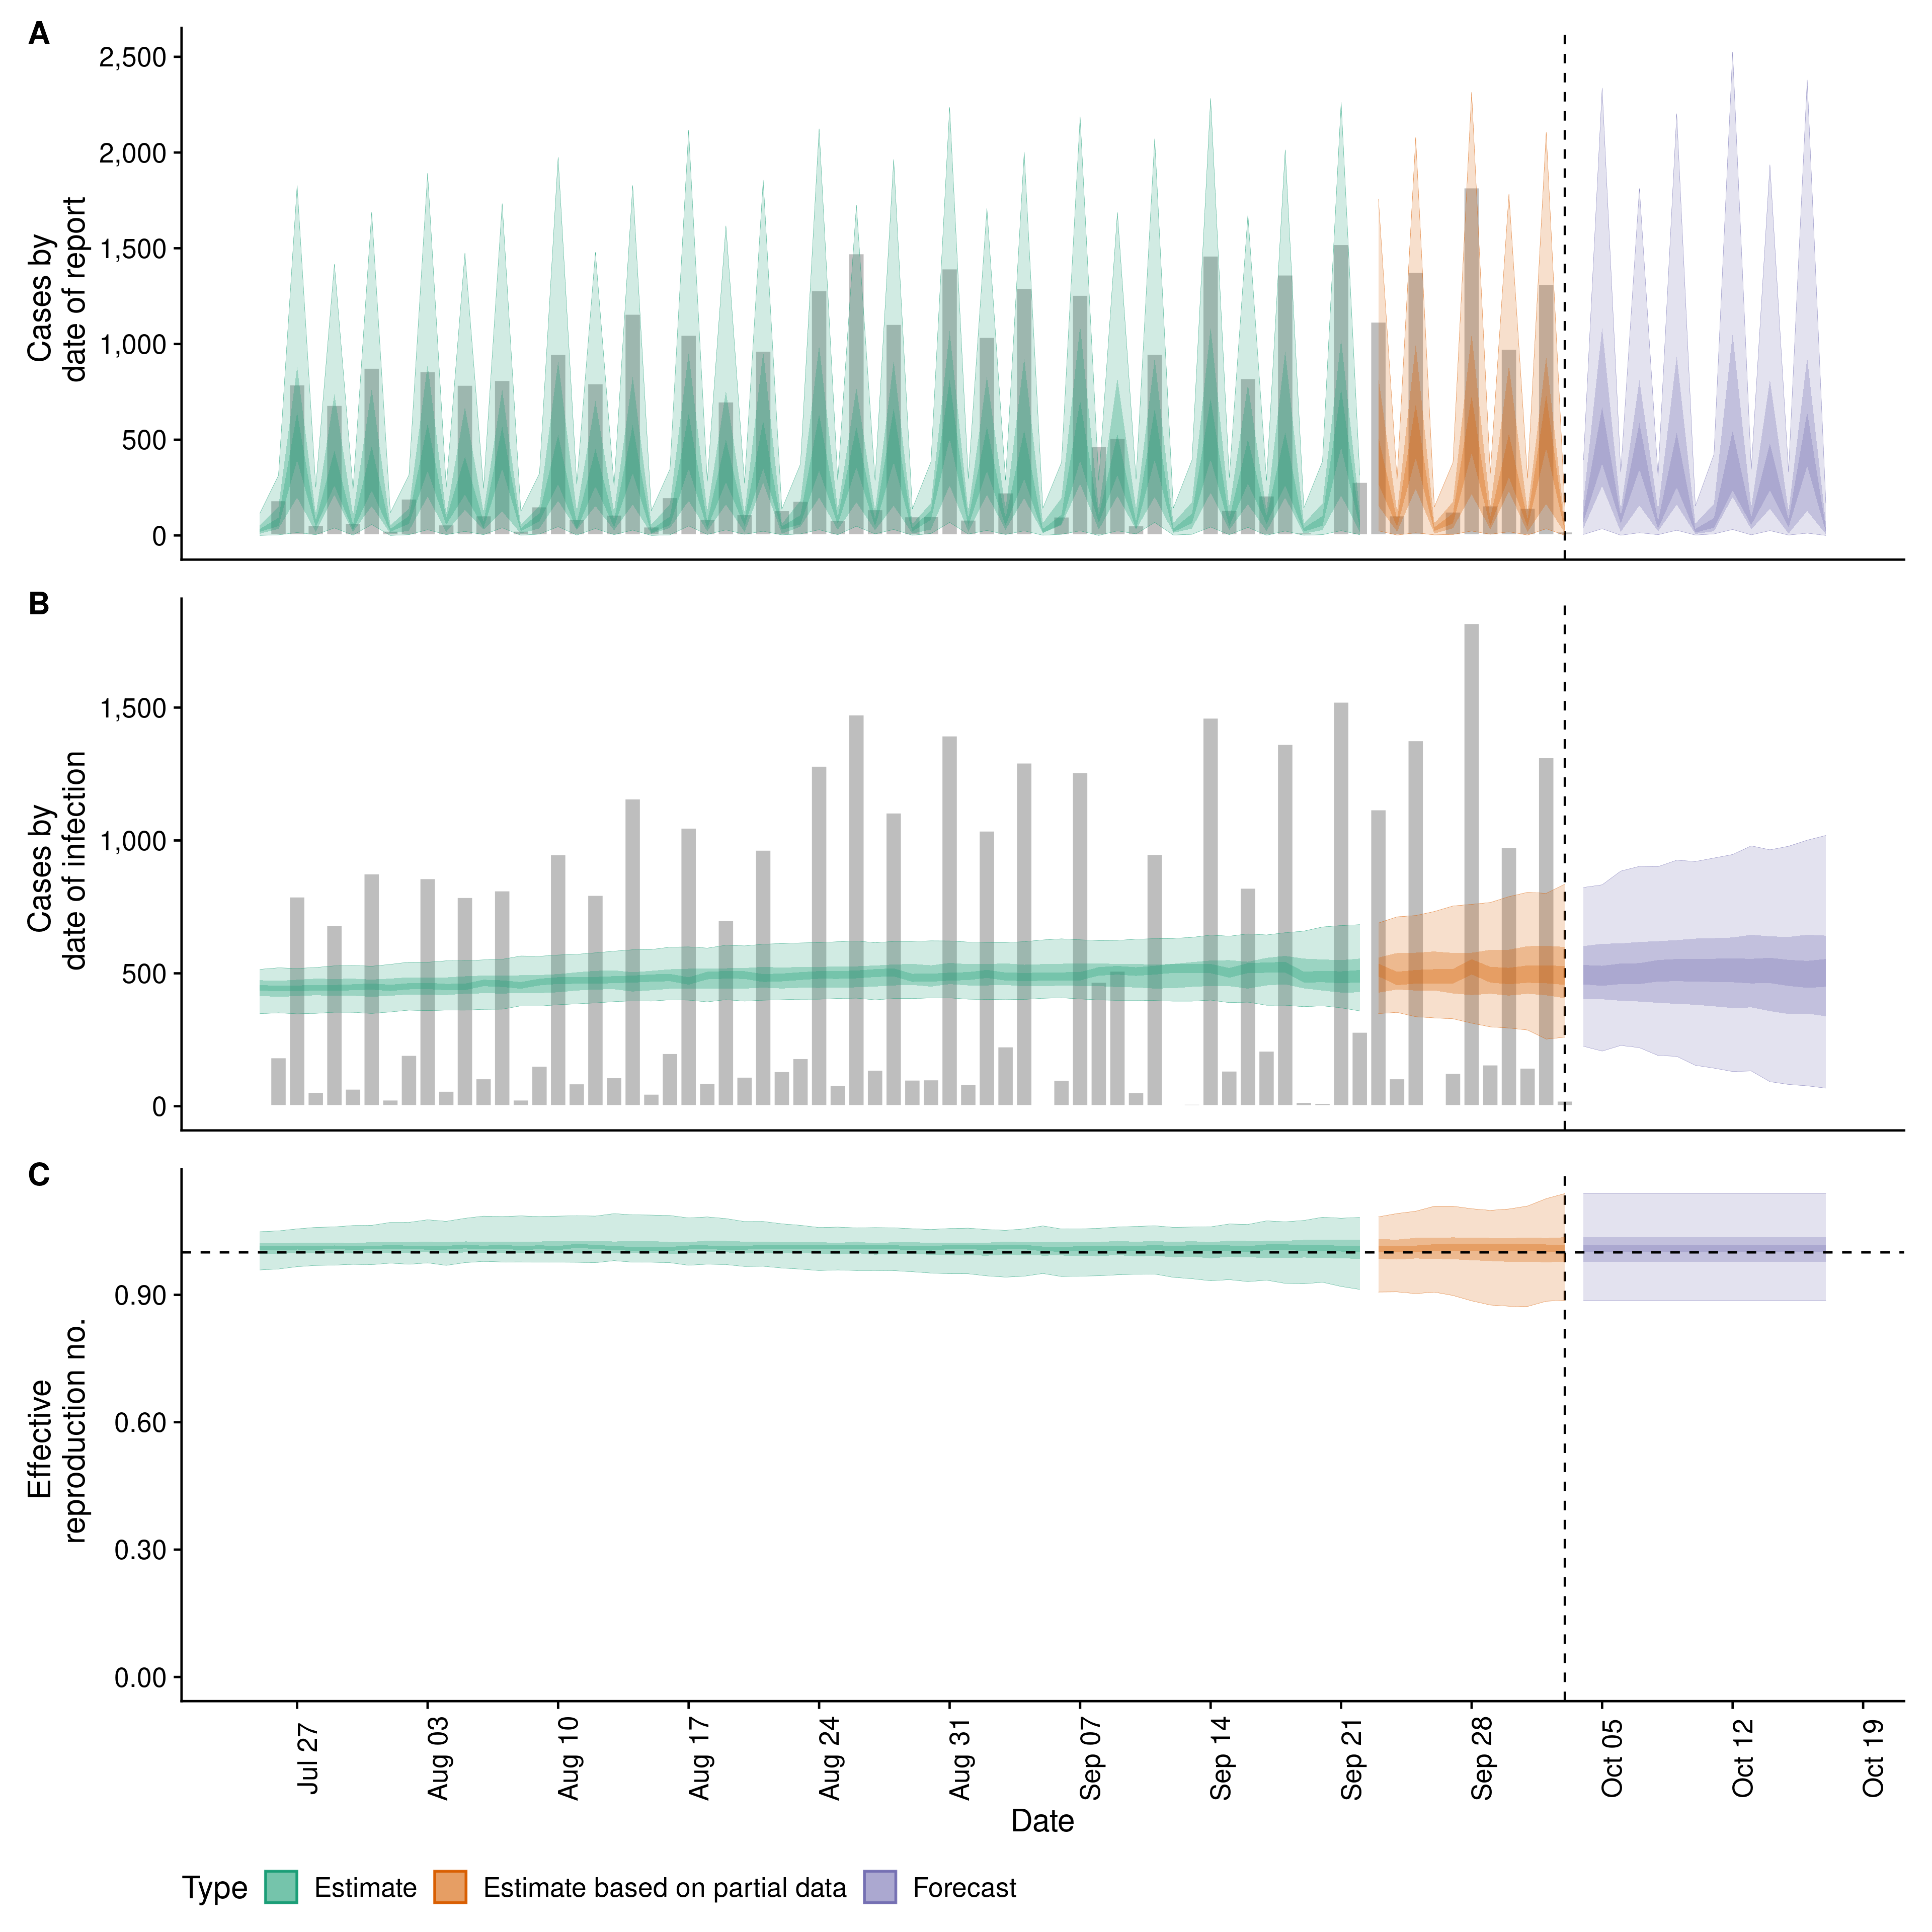 A
2,500
2,000
1,500
1,000
500
0
Cases by
date of report
B
1,500
1,000
500
0
Cases by
date of infection
C
0.90
0.60
0.30
0.00
Effective
reproduction no.
Jul 27
Aug 03
Aug 10
Aug 17
Aug 24
Aug 31
Sep 07
Sep 14
Sep 21
Sep 28
Oct 05
Oct 12
Oct 19
Date
Type Estimate Estimate based on partial data Forecast